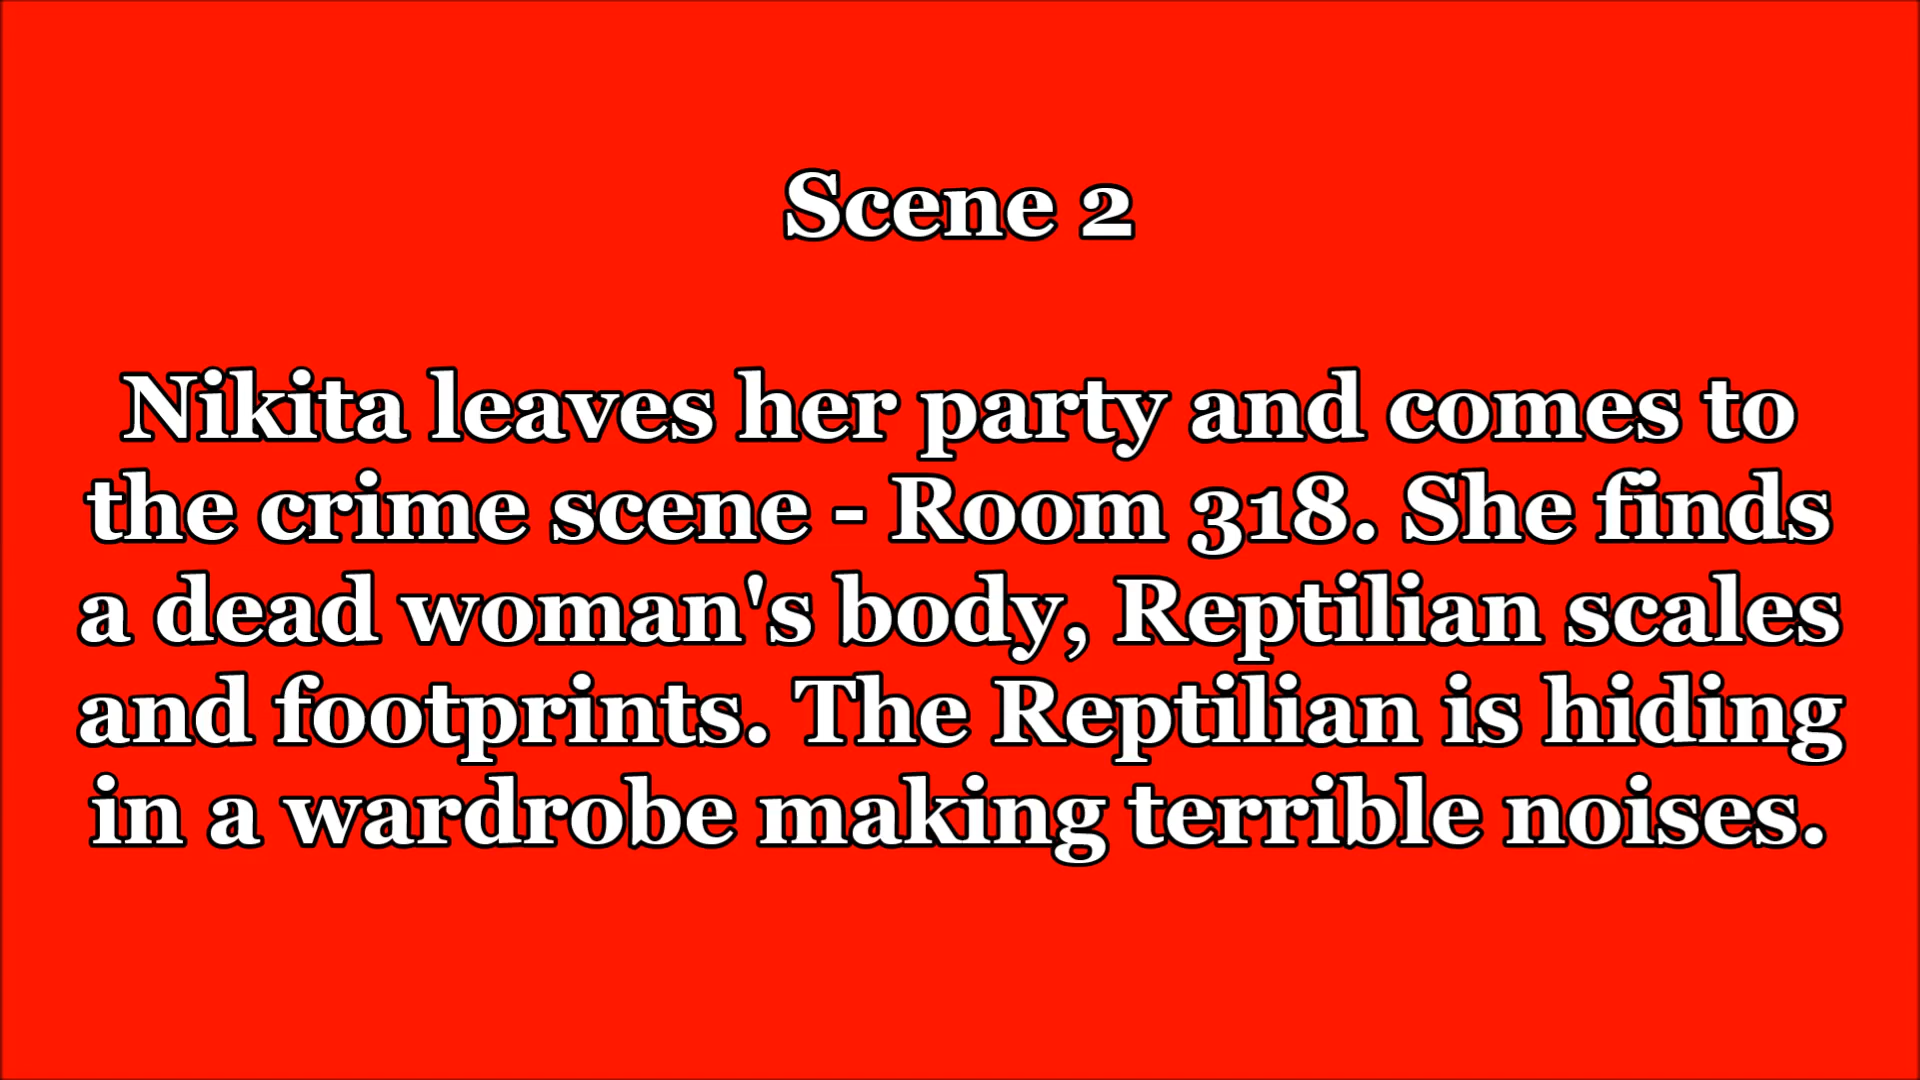 Scene 2
Nikita leaves her party and comes to
the crime scene - Room 318. She finds
a dead woman's body, Reptilian scales
and footprints. The Reptilian is hiding
in a wardrobe making terrible noises.